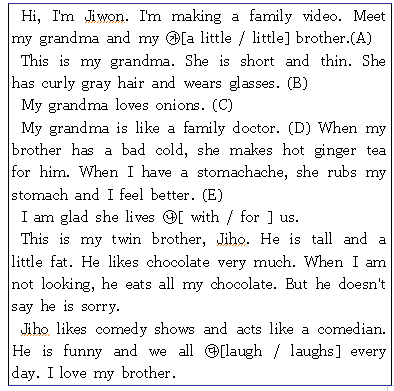 Hi, I'm Jiwon. I'm making a family video. Meet
my grandma and my ㉮[a little / little] brother.(A)
This is my grandma. She is short and thin. She
has curly gray hair and wears glasses. (B)
My grandma loves onions. (C)
My grandma is like a family doctor. (D) When my
brother has a bad cold, she makes hot ginger tea
for him. When I have a stomachache, she rubs my
stomach and I feel better. (E)
I am glad she lives ㉯[ with / for ] us.
This is my twin brother, Jiho. He is tall and a
little fat. He likes chocolate very much. When I am
not looking, he eats all my chocolate. But he doesn't
say he is sorry.
Jiho likes comedy shows and acts like a comedian.
He is funny and we all ㉰[laugh / laughs] every
day. I love my brother.